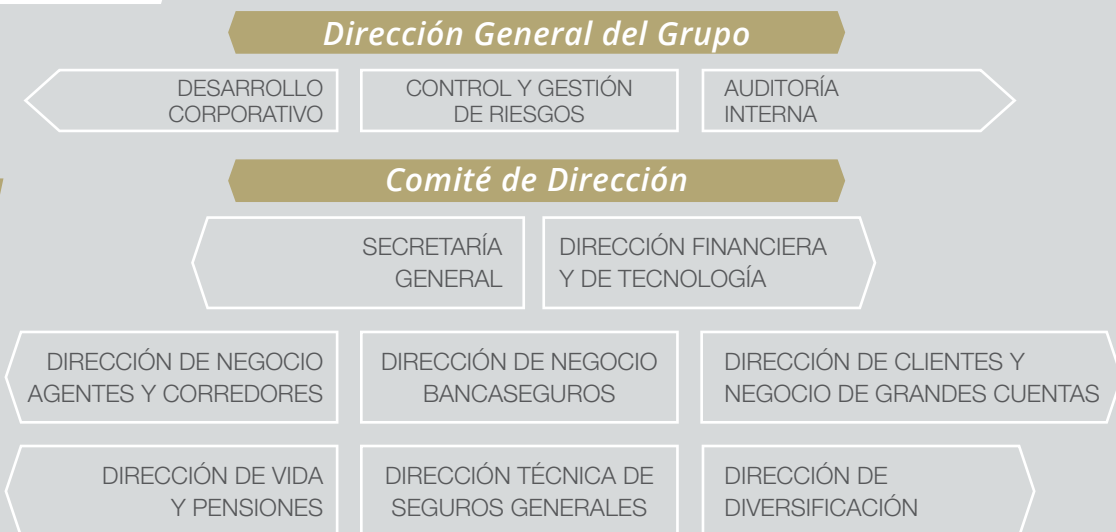 Dirección General del Grupo
DESARROLLO
CORPORATIVO
CONTROL Y GESTIÓN
DE RIESGOS
AUDITORÍA
INTERNA
Comité de Dirección
SECRETARÍA
GENERAL
DIRECCIÓN FINANCIERA
Y DE TECNOLOGÍA
DIRECCIÓN DE NEGOCIO
AGENTES Y CORREDORES
DIRECCIÓN DE NEGOCIO
BANCASEGUROS
DIRECCIÓN DE CLIENTES Y
NEGOCIO DE GRANDES CUENTAS
DIRECCIÓN DE VIDA
Y PENSIONES
DIRECCIÓN TÉCNICA DE
SEGUROS GENERALES
DIRECCIÓN DE
DIVERSIFICACIÓN